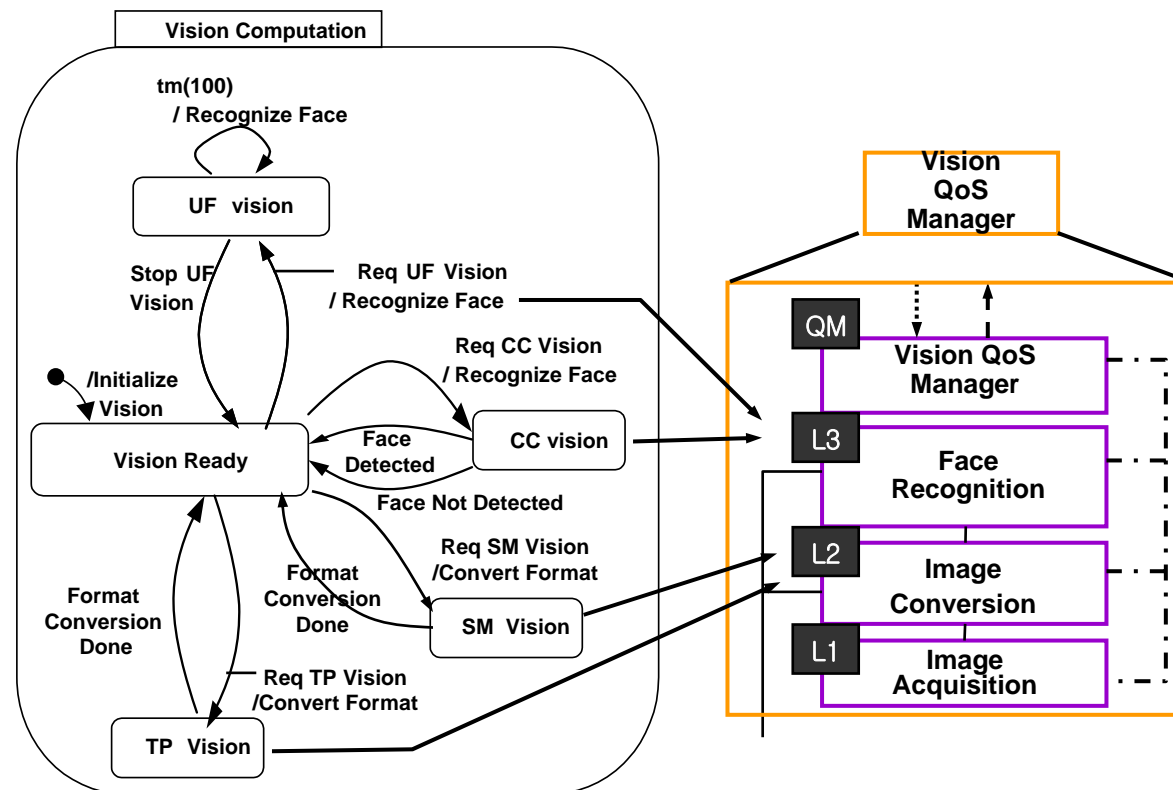 Vision Computation
tm(100)
/ Recognize Face
UF vision
Stop UF
Vision
Req UF Vision
/ Recognize Face
Req CC Vision
/ Recognize Face
/Initialize
Vision
Vision Ready
Face
Detected
CC vision
Face Not Detected
Req SM Vision
/Convert Format
Format
Conversion
Done
Format
Conversion
Done
SM Vision
Req TP Vision
/Convert Format
TP Vision
Vision
QoS
Manager
QM
Vision QoS
Manager
L3
Face
Recognition
L2
Image
Conversion
L1
Image
Acquisition